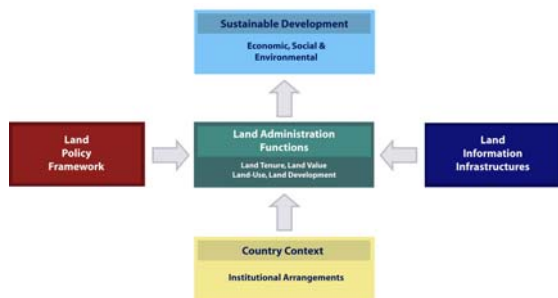 Sustainable Development
Economic, Social &
Environmental
Land
Policy
Framework
Land Administration
Functions
Land Tenure, Land Value
Land-Use, Land Development
Land
Information
Infrastructures
Country Context
Institutional Arrangements